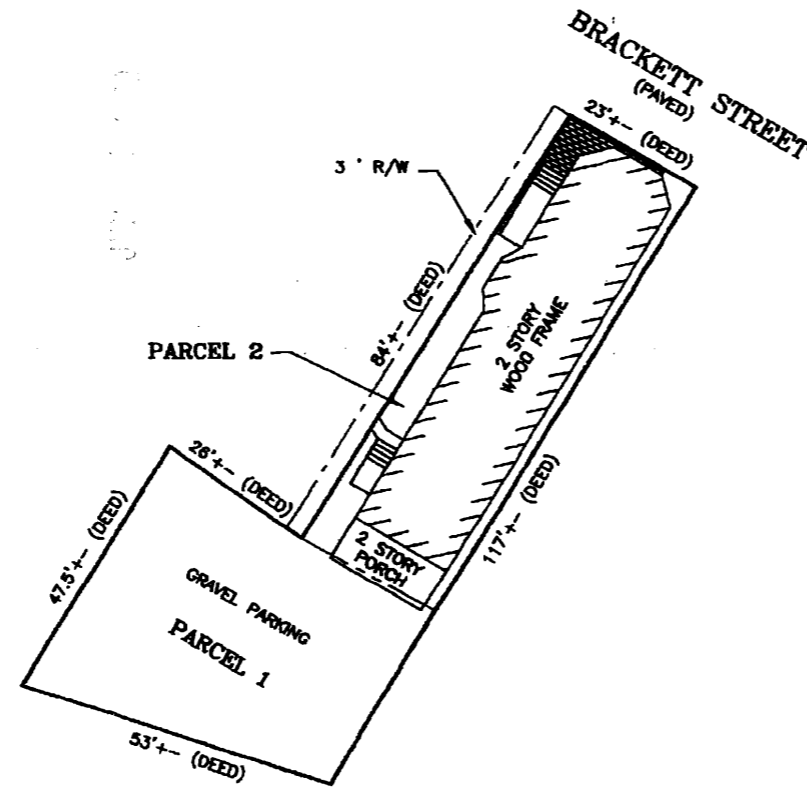 BRACKETT STREET
(PAVED)
23'+- (DEED)
3 ' R/W
84'+- (DEED)
2 STORY
WOOD FRAME
PARCEL 2
26'+- (DEED)
117'+- (DEED)
2 STORY
PORCH
47.5'+- (DEED)
GRAVEL PARKING
PARCEL 1
53'+- (DEED)